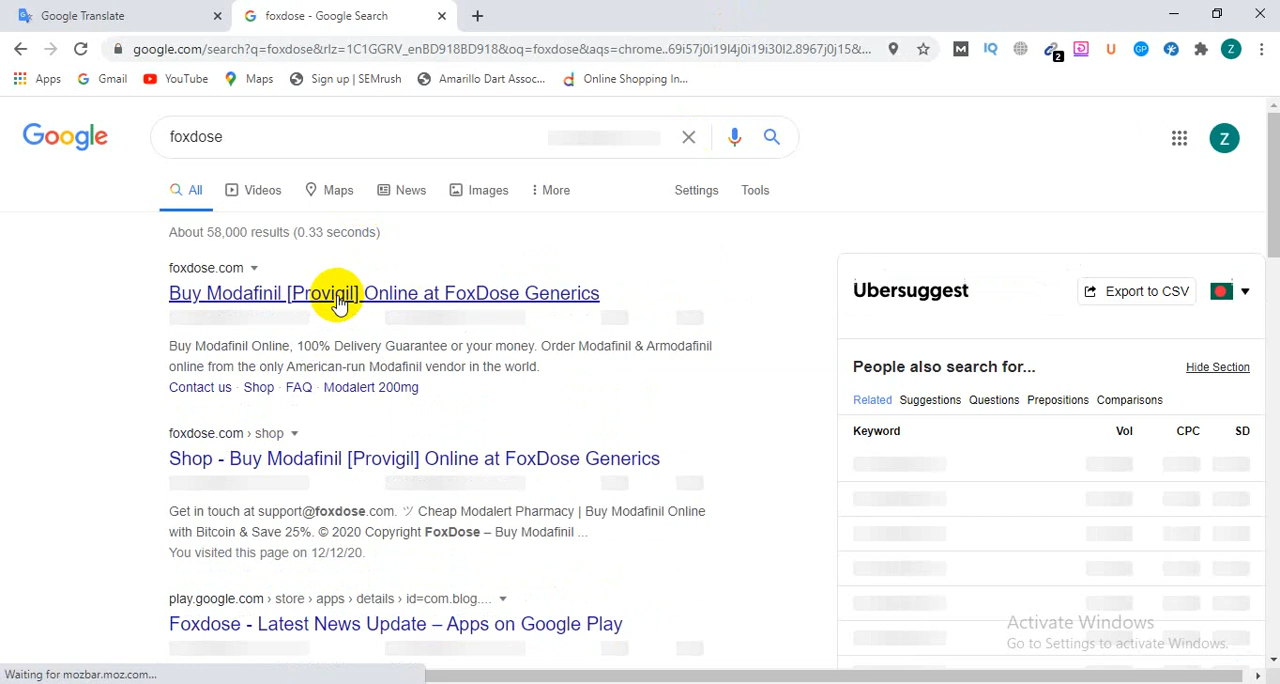 Google Translate
foxdose - Google Search
google.com/search?q=foxdose&rlz=1C1GGRV_enBD918BD918&oq=foxdose&aqs=chrome..69i57j0i19l4j0i19i30l2.8967j0j15&...
M IQ 2 U GP Z
Apps Gmail YouTube Maps Sign up | SEMrush Amarillo Dart Assoc... Online Shopping In...
Google
foxdose
Z
All Videos Maps News Images More Settings Tools
About 58,000 results (0.33 seconds)
foxdose.com
Buy Modafinil [Provigil] Online at FoxDose Generics
Buy Modafinil Online, 100% Delivery Guarantee or your money. Order Modafinil & Armodafinil
online from the only American-run Modafinil vendor in the world.
Contact us · Shop · FAQ · Modalert 200mg
foxdose.com › shop
Shop - Buy Modafinil [Provigil] Online at FoxDose Generics
Get in touch at support@foxdose.com. ツ Cheap Modalert Pharmacy | Buy Modafinil Online
with Bitcoin & Save 25%. © 2020 Copyright FoxDose – Buy Modafinil ...
You visited this page on 12/12/20.
play.google.com › store › apps › details › id=com.blog....
Foxdose - Latest News Update – Apps on Google Play
Ubersuggest
Export to CSV
People also search for...
Hide Section
Related Suggestions Questions Prepositions Comparisons
Keyword Vol CPC SD
Activate Windows
Go to Settings to activate Windows.
Waiting for mozbar.moz.com...